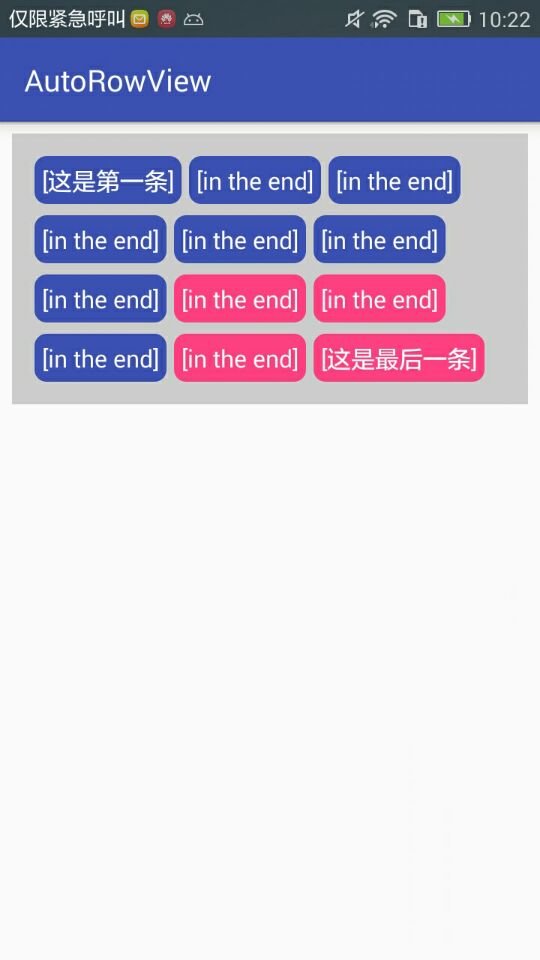 仅限紧急呼叫 10:22
AutoRowView
[这是第一条] [in the end] [in the end]
[in the end] [in the end] [in the end]
[in the end] [in the end] [in the end]
[in the end] [in the end] [这是最后一条]